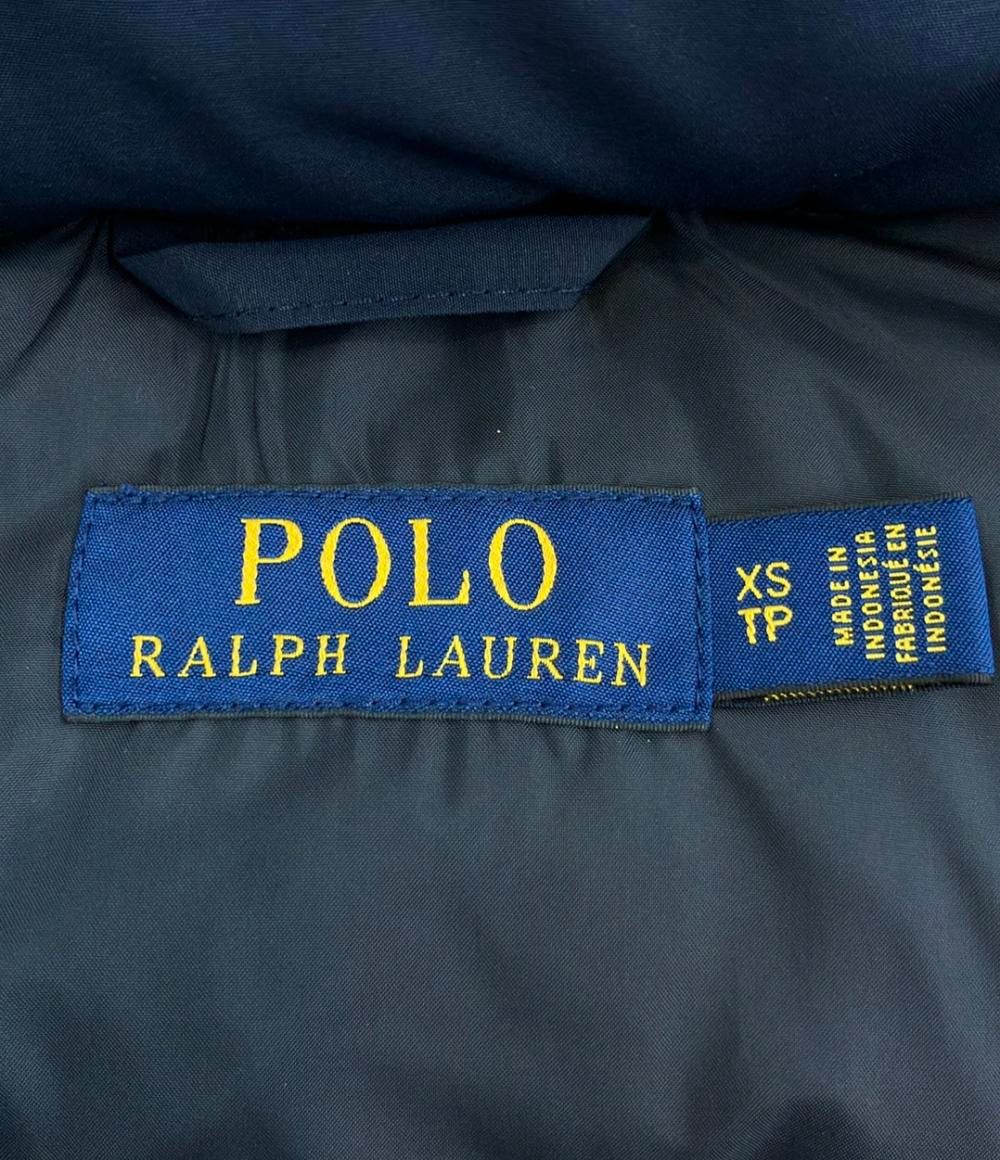 POLO
RALPH LAUREN
XS
TP
MADE IN
INDONESIA
FABRIQUÉ EN
INDONÉSIE